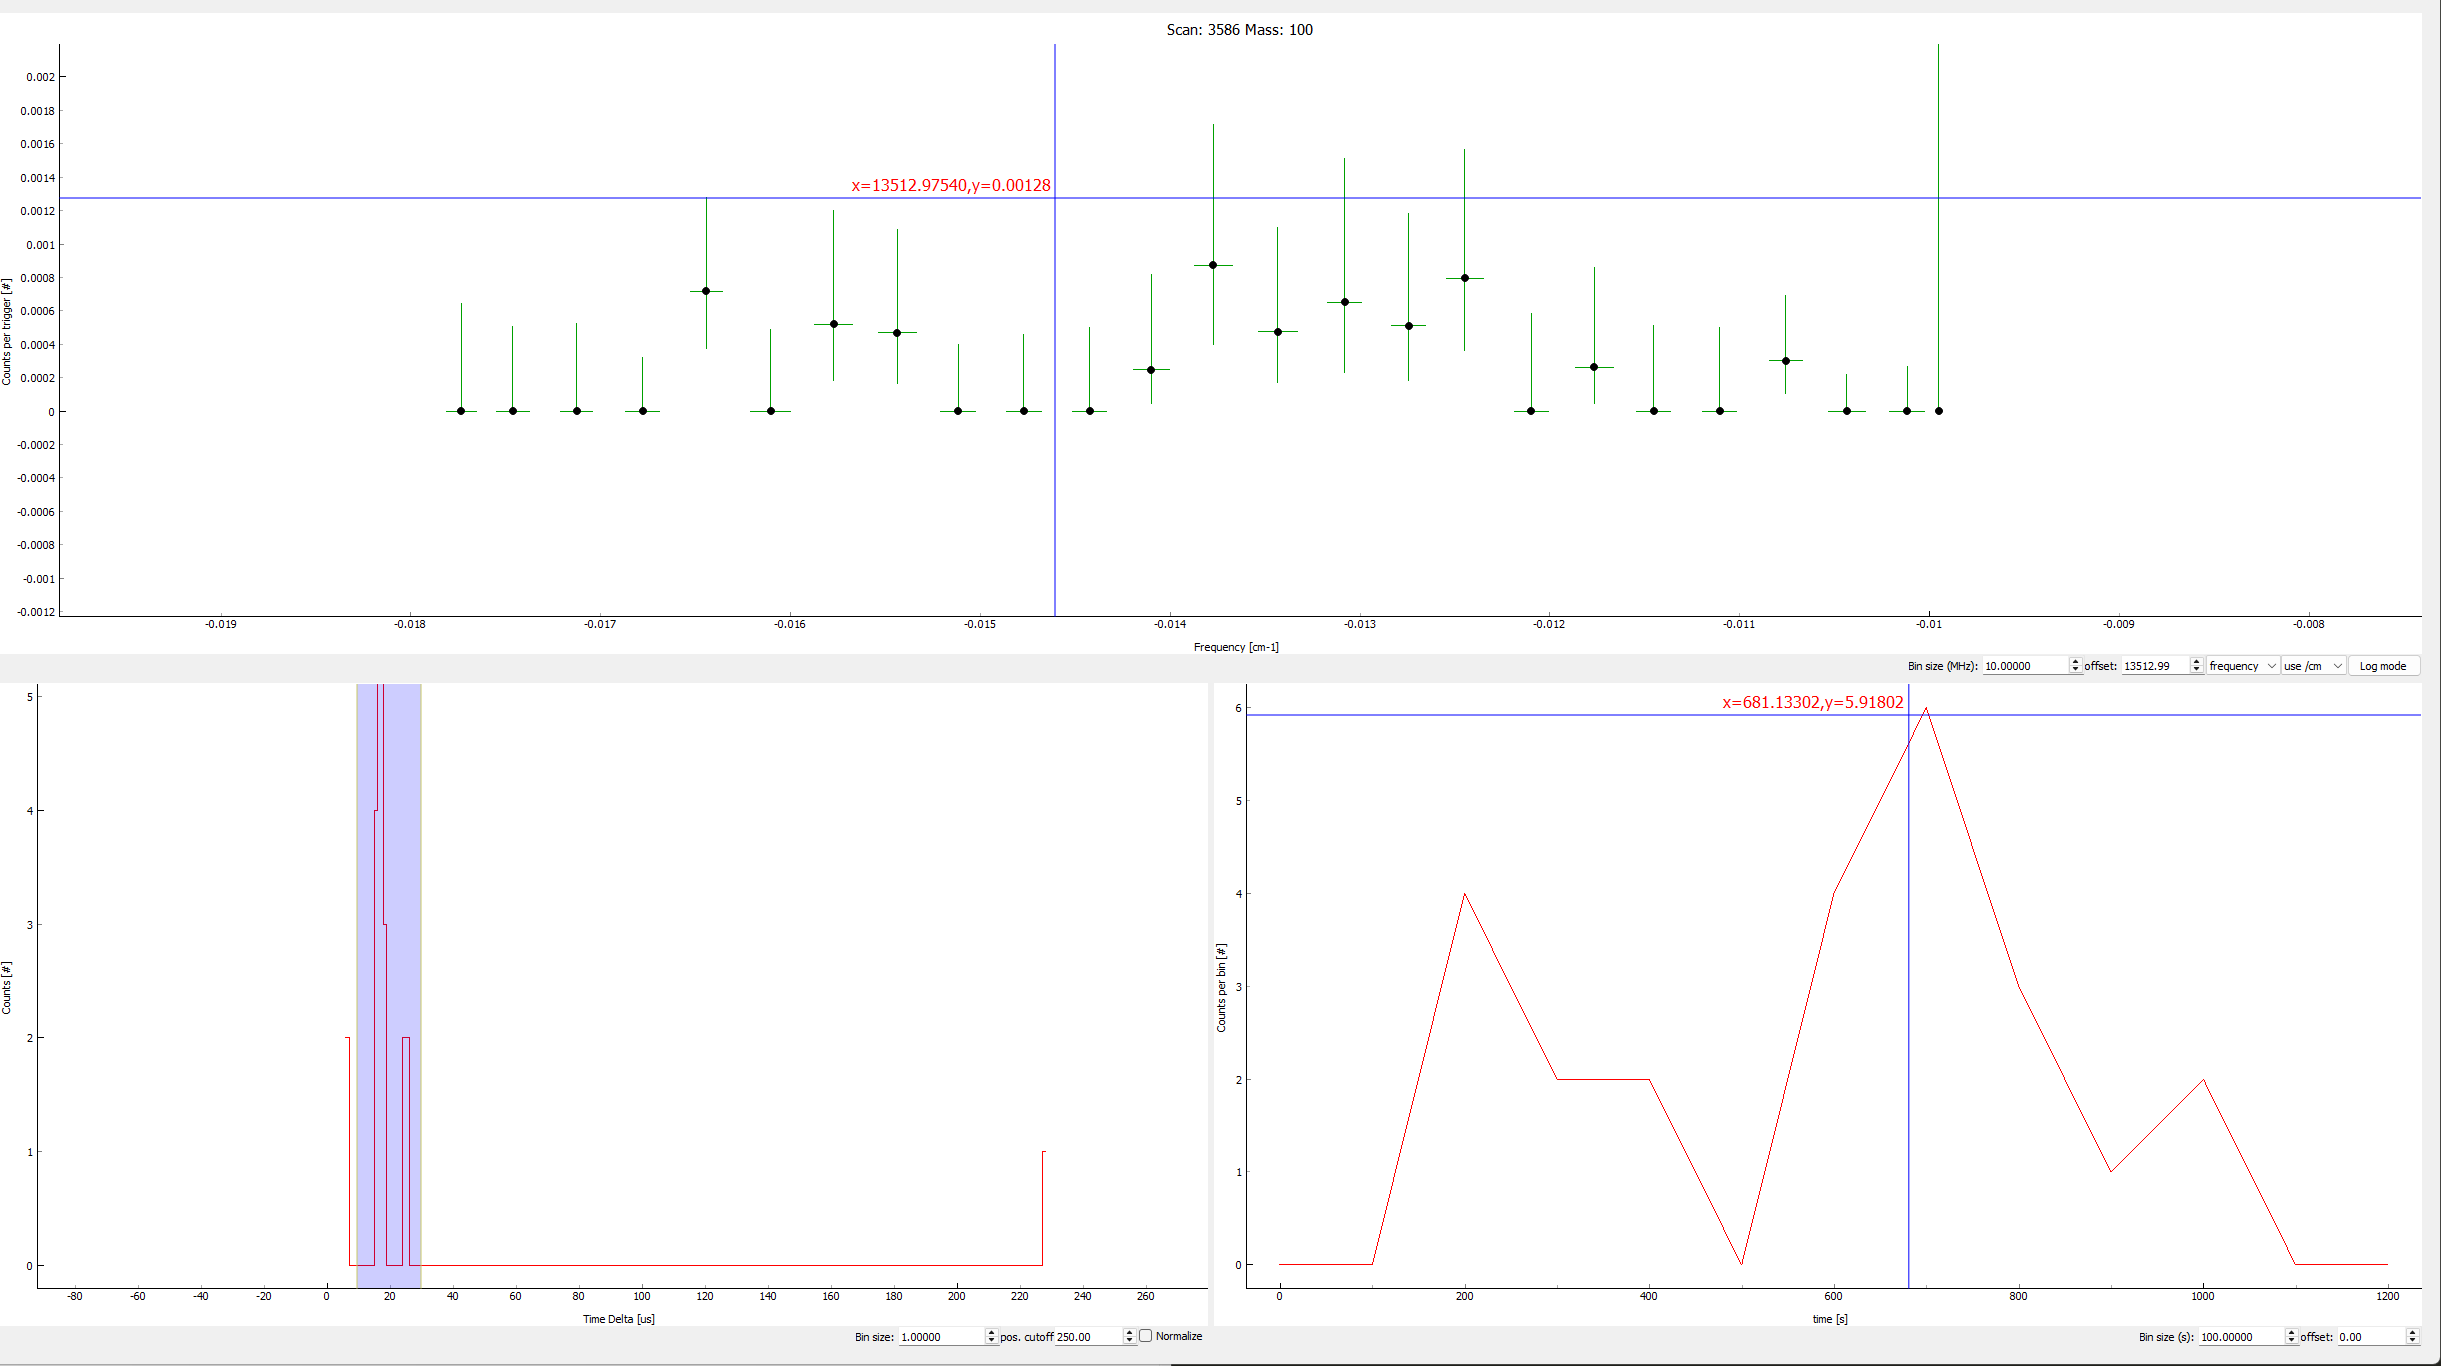 Scan: 3586 Mass: 100
Counts per trigger [#]
0.002
0.0018
0.0016
0.0014
0.0012
0.001
0.0008
0.0006
0.0004
0.0002
0
-0.0002
-0.0004
-0.0006
-0.0008
-0.001
-0.0012
x=13512.97540,y=0.00128
-0.019 -0.018 -0.017 -0.016 -0.015 -0.014 -0.013 -0.012 -0.011 -0.01 -0.009 -0.008
Frequency [cm-1]
Bin size (MHz): 10.00000 offset: 13512.99 frequency use /cm Log mode
Counts [#]
5
4
3
2
1
0
-80 -60 -40 -20 0 20 40 60 80 100 120 140 160 180 200 220 240 260
Time Delta [us]
Bin size: 1.00000 pos. cutoff 250.00 Normalize
Counts per bin [#]
x=681.13302,y=5.91802
6
5
4
3
2
1
0
0 200 400 600 800 1000 1200
time [s]
Bin size (s): 100.00000 offset: 0.00